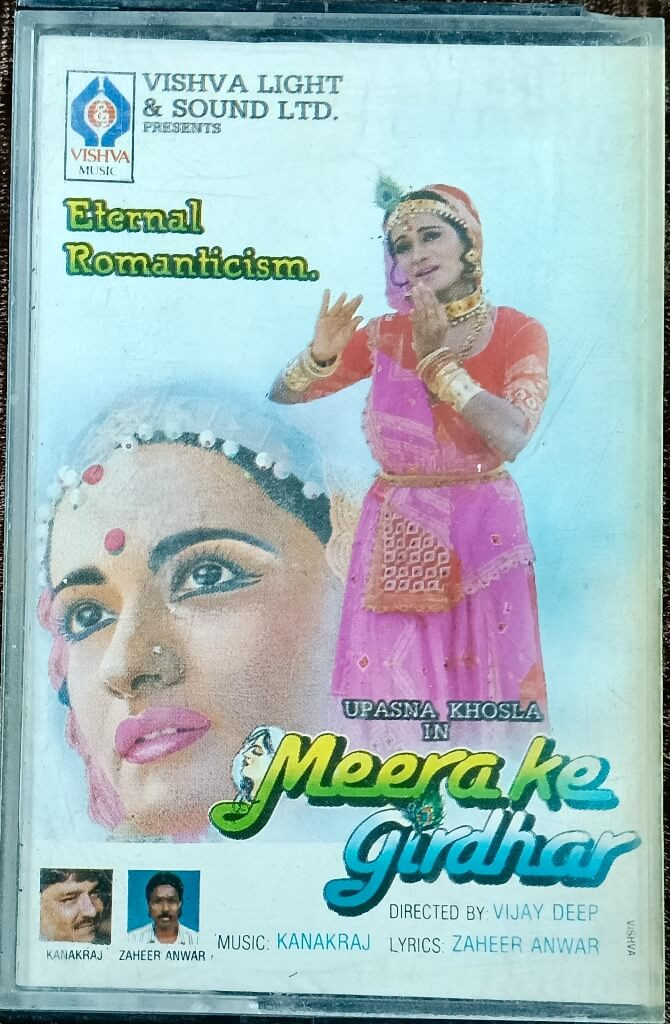 VISHVA
MUSIC
VISHVA LIGHT
& SOUND LTD.
PRESENTS
Eternal
Romanticism.
UPASNA KHOSLA
IN
Meera ke
Girdhar
DIRECTED BY: VIJAY DEEP
MUSIC: KANAKRAJ LYRICS: ZAHEER ANWAR
KANAKRAJ ZAHEER ANWAR
VISHVA